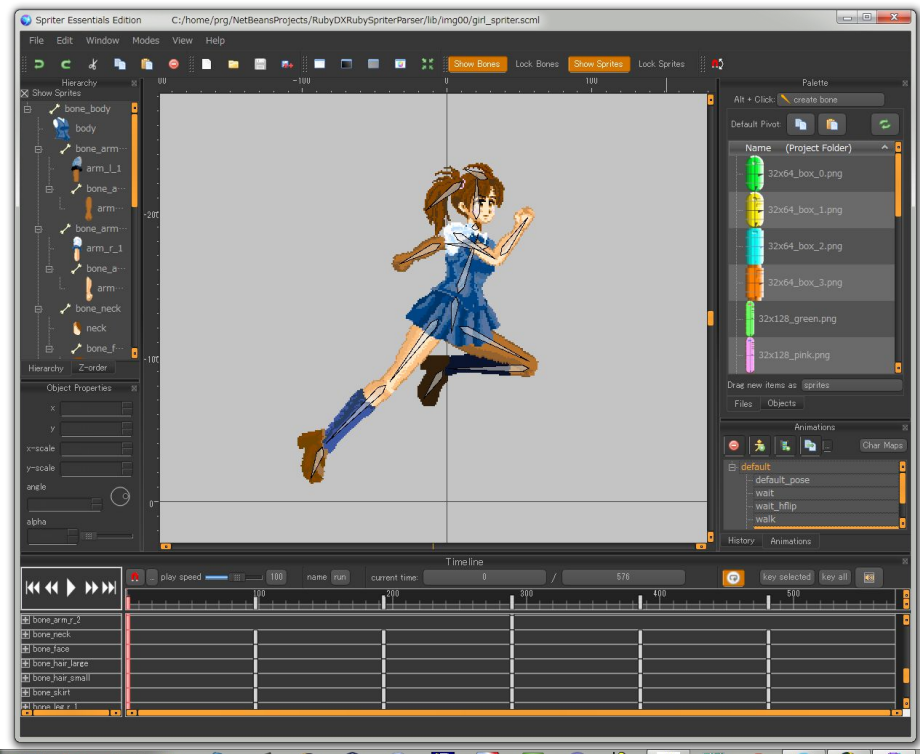 Spriter Essentials Edition C:/home/prg/NetBeansProjects/RubyDXRubySpriterParser/lib/img00/girl_spriter.scml
File Edit Window Modes View Help
Show Bones Lock Bones Show Sprites Lock Sprites
Hierarchy
Show Sprites
bone_body
body
bone_arm...
arm_l_1
bone_a...
arm...
bone_arm...
arm_r_1
bone_a...
arm...
bone_neck
neck
bone_f...
Hierarchy Z-order
Object Properties
x
y
x-scale
y-scale
angle
alpha
-100 0 100
-200
-100
0
Palette
Alt + Click: create bone
Default Pivot:
Name (Project Folder)
32x64_box_0.png
32x64_box_1.png
32x64_box_2.png
32x64_box_3.png
32x128_green.png
32x128_pink.png
Drag new items as sprites
Files Objects
Animations
Char Maps
default
default_pose
wait
wait_hflip
walk
History Animations
Timeline
play speed 100 name run current time: 0 / 576 key selected key all
100 200 300 400 500
bone_arm_r_2
bone_neck
bone_face
bone_hair_large
bone_hair_small
bone_skirt
bone_leg_r_1